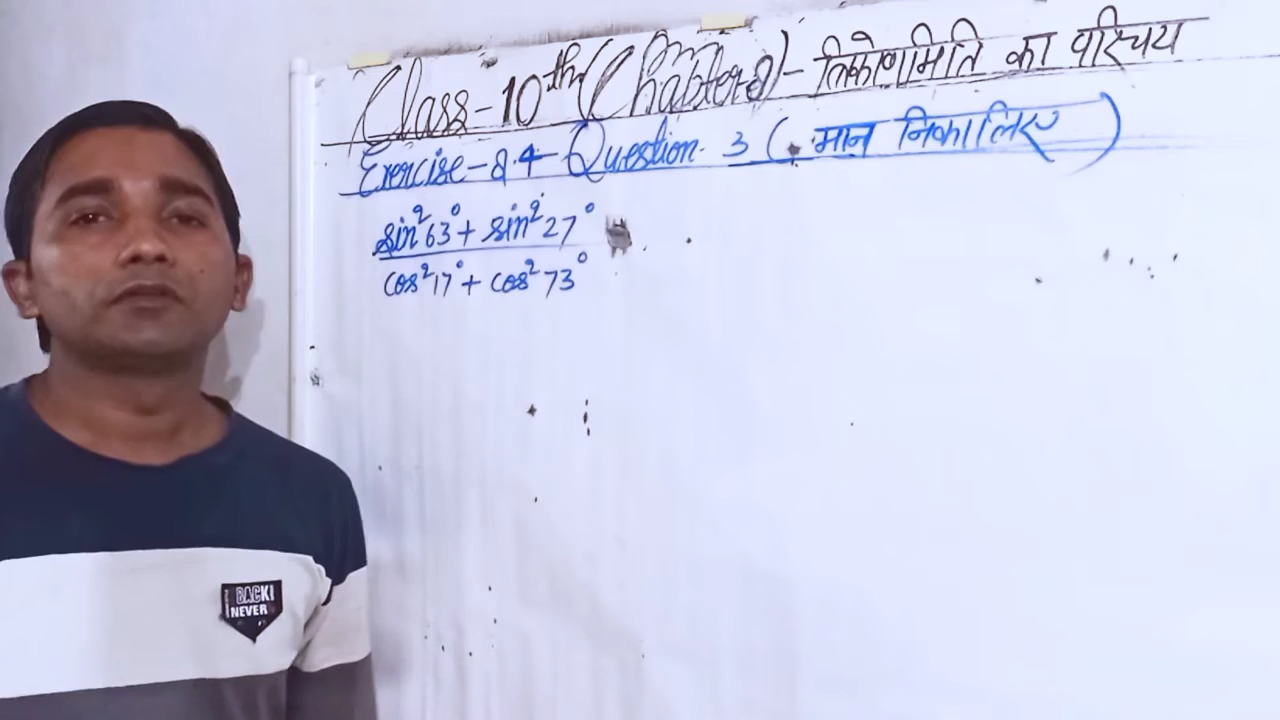 Class-10th (Chapter-8) - त्रिकोणमिति का परिचय
Exercise-8.4 Question. 3 (मान निकालिए)
sin²63° + sin²27°
cos²17° + cos²73°
BACK!
NEVER